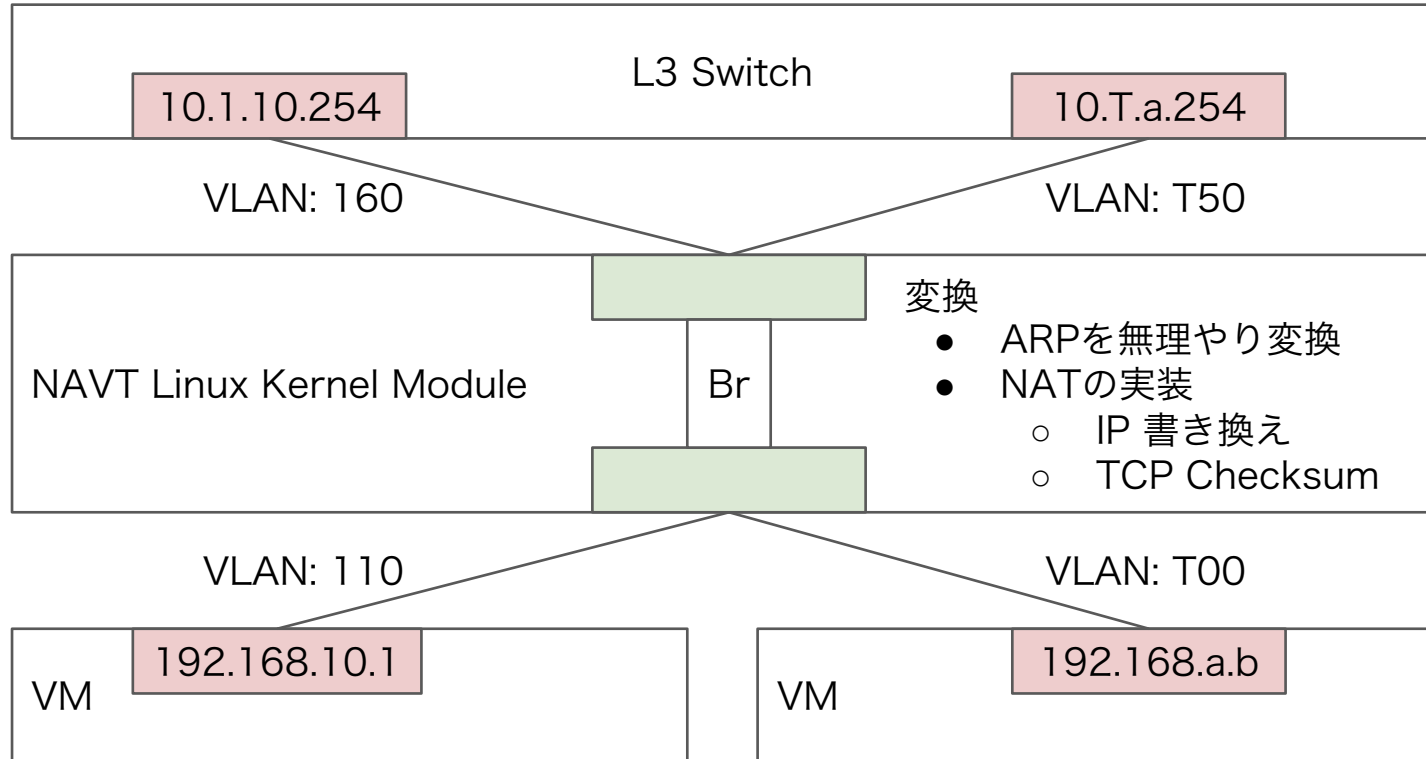 L3 Switch
10.1.10.254
10.T.a.254
VLAN: 160
VLAN: T50
NAVT Linux Kernel Module
Br
変換
● ARPを無理やり変換
● NATの実装
○ IP 書き換え
○ TCP Checksum
VLAN: 110
VLAN: T00
192.168.10.1
VM
192.168.a.b
VM